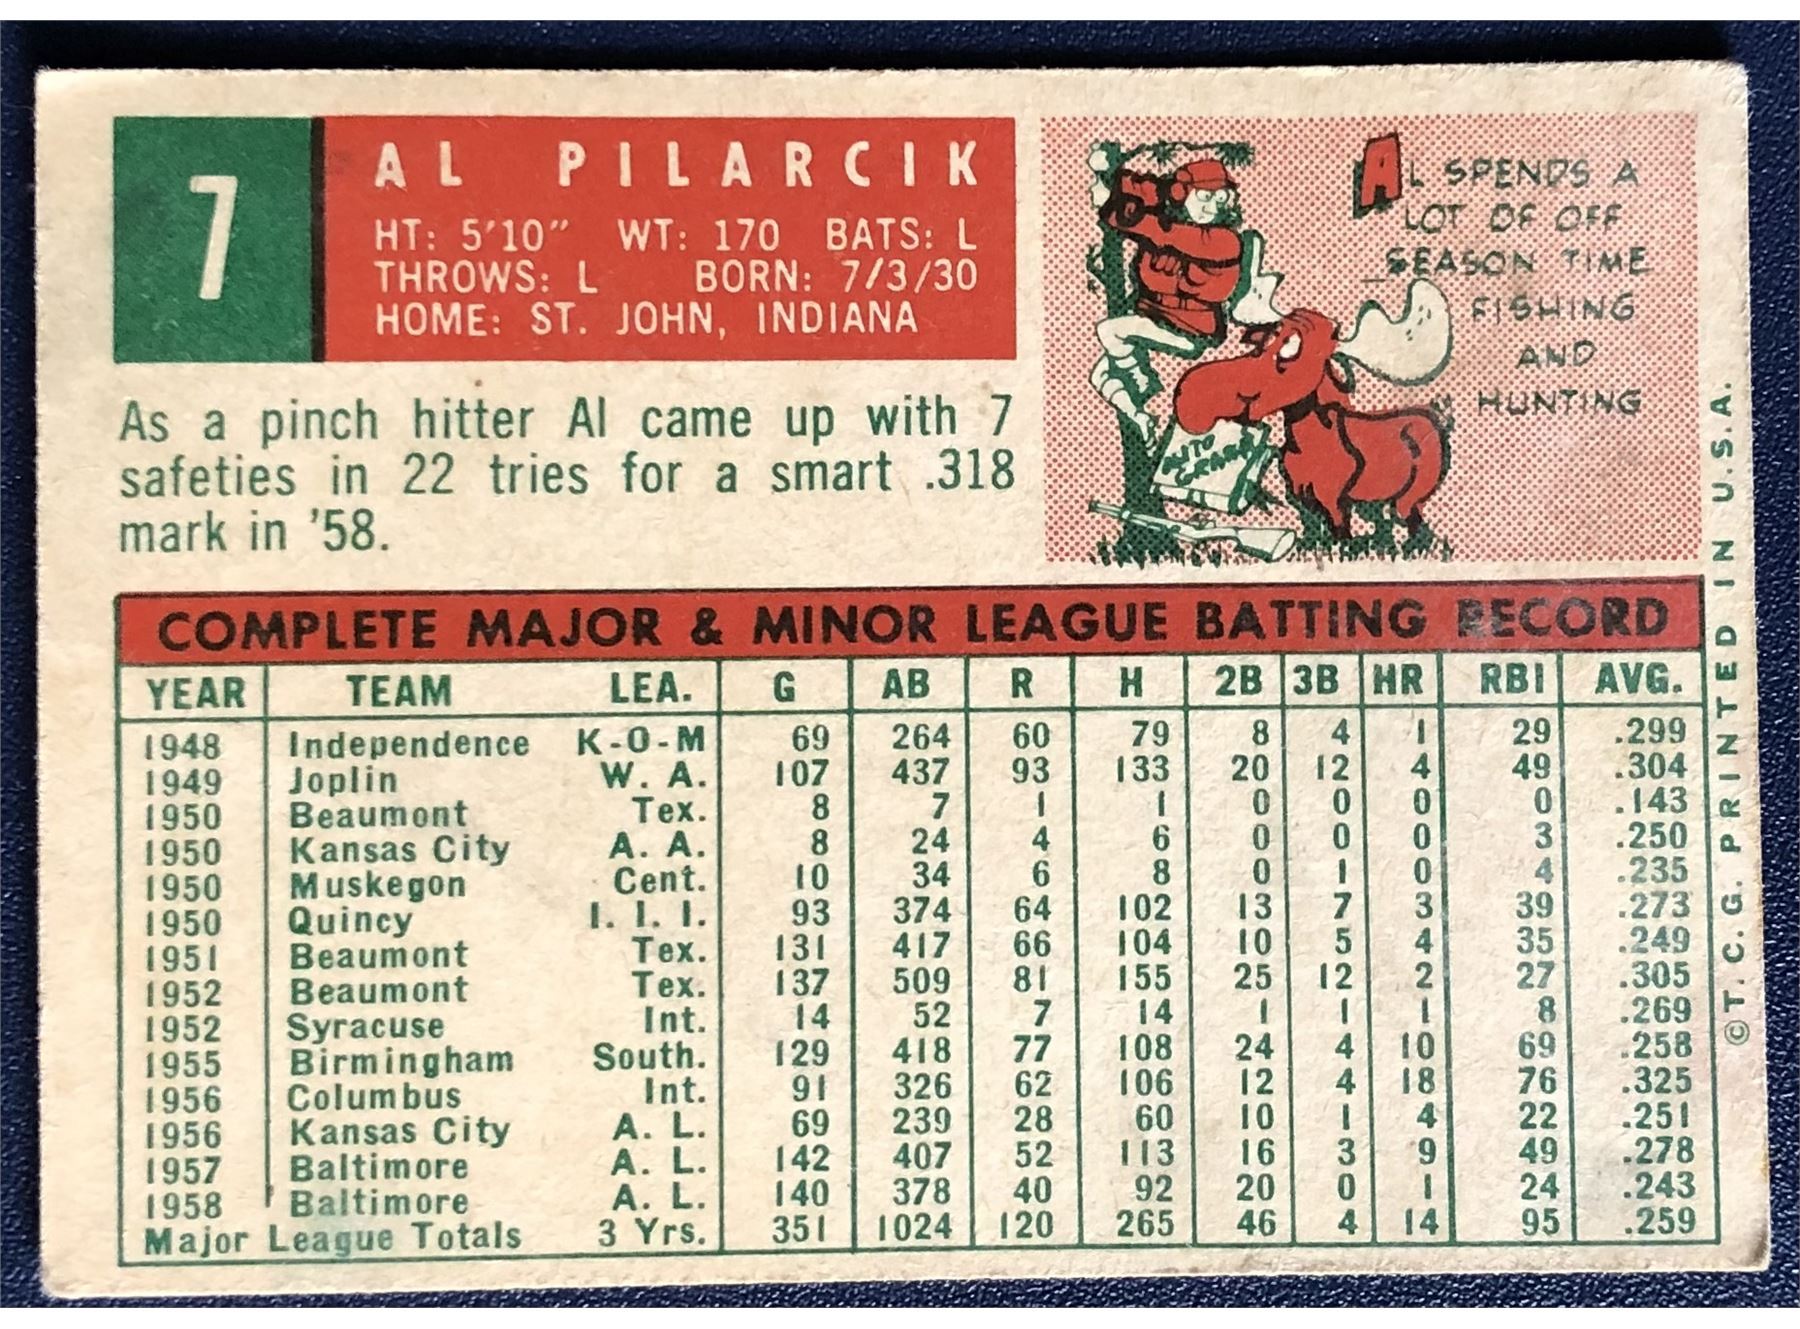 7
AL PILARCIK
HT: 5'10" WT: 170 BATS: L
THROWS: L BORN: 7/3/30
HOME: ST. JOHN, INDIANA
As a pinch hitter Al came up with 7
safeties in 22 tries for a smart .318
mark in '58.
AL SPENDS A
LOT OF OFF
SEASON TIME
FISHING
AND
HUNTING
AUTO
GRAPH
COMPLETE MAJOR & MINOR LEAGUE BATTING RECORD
YEAR TEAM LEA. G AB R H 2B 3B HR RBI AVG.
1948 Independence K-O-M 69 264 60 79 8 4 1 29 .299
1949 Joplin W. A. 107 437 93 133 20 12 4 49 .304
1950 Beaumont Tex. 8 7 1 1 0 0 0 0 .143
1950 Kansas City A. A. 8 24 4 6 0 0 0 3 .250
1950 Muskegon Cent. 10 34 6 8 0 1 0 4 .235
1950 Quincy I. I. I. 93 374 64 102 13 7 3 39 .273
1951 Beaumont Tex. 131 417 66 104 10 5 4 35 .249
1952 Beaumont Tex. 137 509 81 155 25 12 2 27 .305
1952 Syracuse Int. 14 52 7 14 1 1 1 8 .269
1955 Birmingham South. 129 418 77 108 24 4 10 69 .258
1956 Columbus Int. 91 326 62 106 12 4 18 76 .325
1956 Kansas City A. L. 69 239 28 60 10 1 4 22 .251
1957 Baltimore A. L. 142 407 52 113 16 3 9 49 .278
1958 Baltimore A. L. 140 378 40 92 20 0 1 24 .243
Major League Totals 3 Yrs. 351 1024 120 265 46 4 14 95 .259
©T. C. G. PRINTED IN U.S.A.